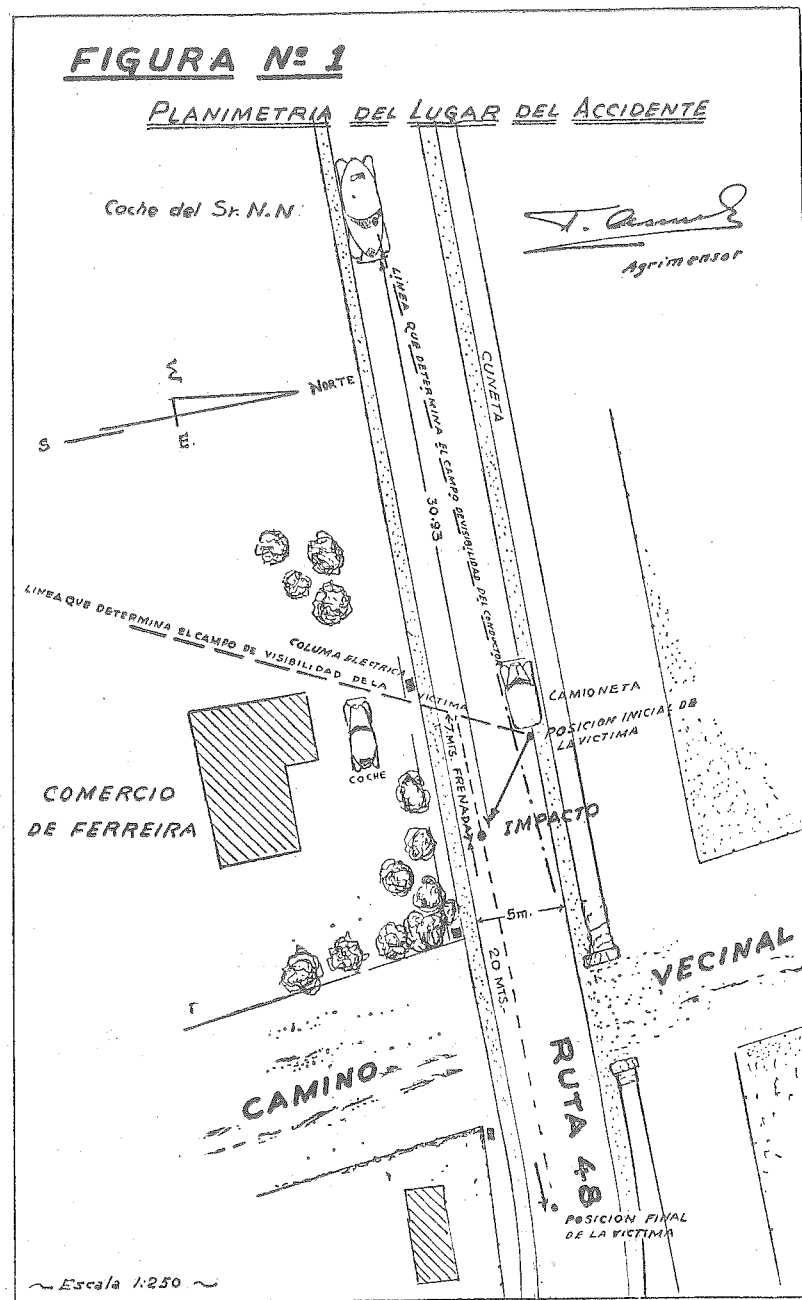 FIGURA Nº 1
PLANIMETRIA DEL LUGAR DEL ACCIDENTE
Coche del Sr. N.N.
Agrimensor
LINEA QUE DETERMINA EL CAMPO DE VISIBILIDAD DEL CONDUCTOR
CUNETA
NORTE
S
E.
30.93
LINEA QUE DETERMINA EL CAMPO DE VISIBILIDAD DE LA VICTIMA
COLUMA ELECTRICA
CAMIONETA
POSICION INICIAL DE
LA VICTIMA
COCHE
MTS. FRENADA
COMERCIO
DE FERREIRA
IMPACTO
5m.
20 MTS.
VECINAL
CAMINO
RUTA 48
POSICION FINAL
DE LA VICTIMA
~ Escala 1:250 ~